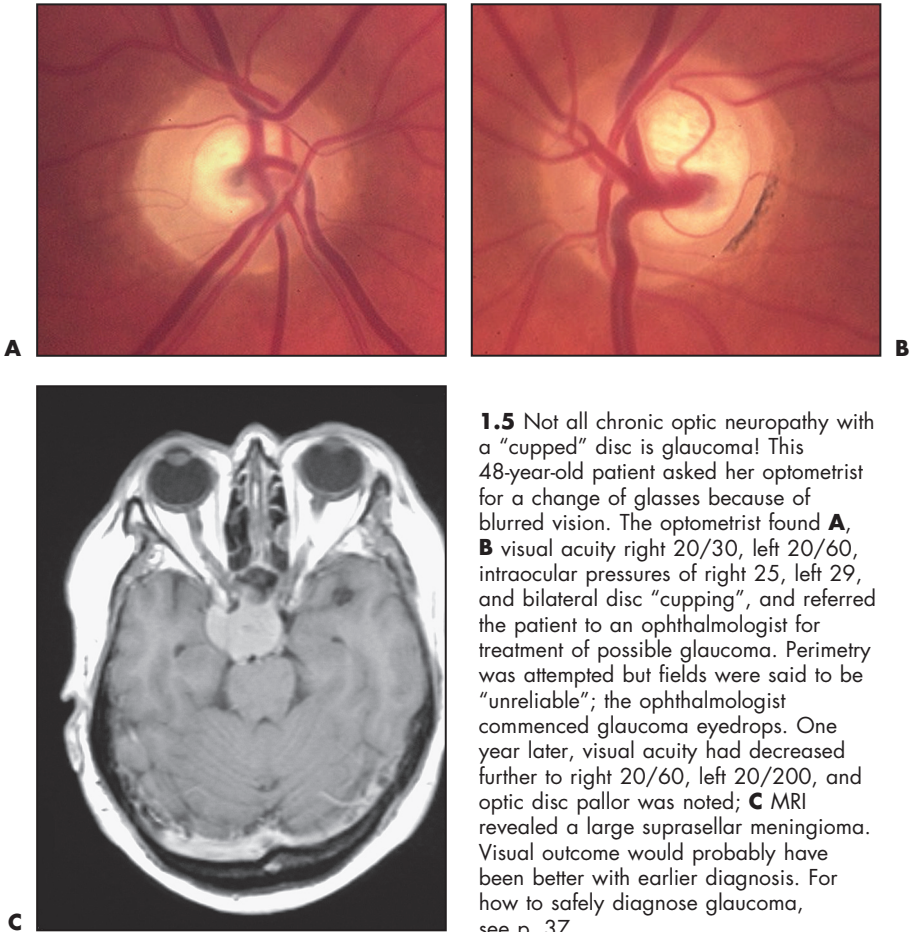 A
B
1.5 Not all chronic optic neuropathy with
a “cupped” disc is glaucoma! This
48-year-old patient asked her optometrist
for a change of glasses because of
blurred vision. The optometrist found A,
B visual acuity right 20/30, left 20/60,
intraocular pressures of right 25, left 29,
and bilateral disc “cupping”, and referred
the patient to an ophthalmologist for
treatment of possible glaucoma. Perimetry
was attempted but fields were said to be
“unreliable”; the ophthalmologist
commenced glaucoma eyedrops. One
year later, visual acuity had decreased
further to right 20/60, left 20/200, and
optic disc pallor was noted; C MRI
revealed a large suprasellar meningioma.
Visual outcome would probably have
been better with earlier diagnosis. For
how to safely diagnose glaucoma,
see p. 37
C